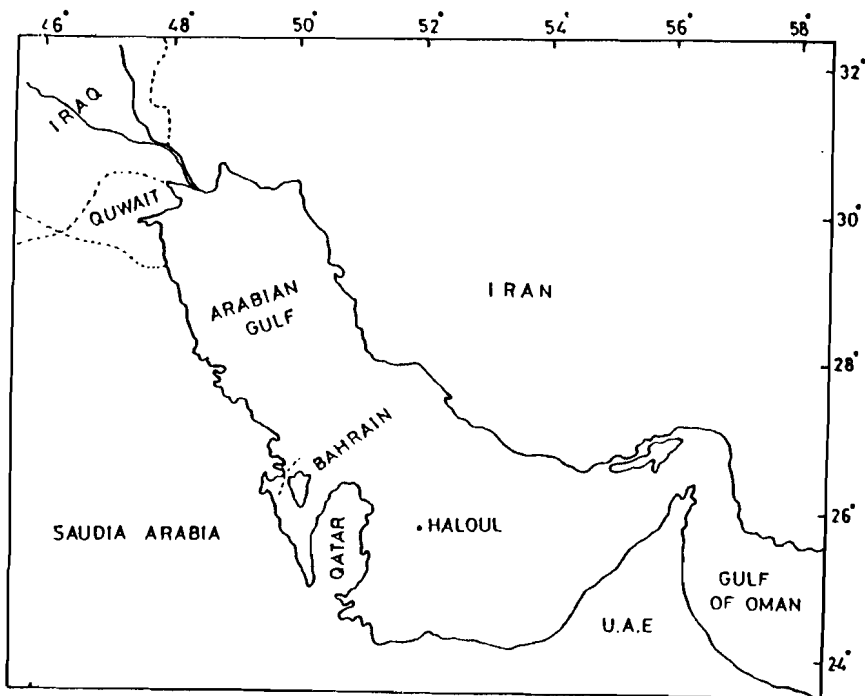 46° 48° 50° 52° 54° 56° 58°
32°
IRAQ
QUWAIT
30°
ARABIAN
GULF
IRAN
28°
BAHRAIN
26°
SAUDIA ARABIA
QATAR
HALOUL
GULF
OF OMAN
U.A.E
24°